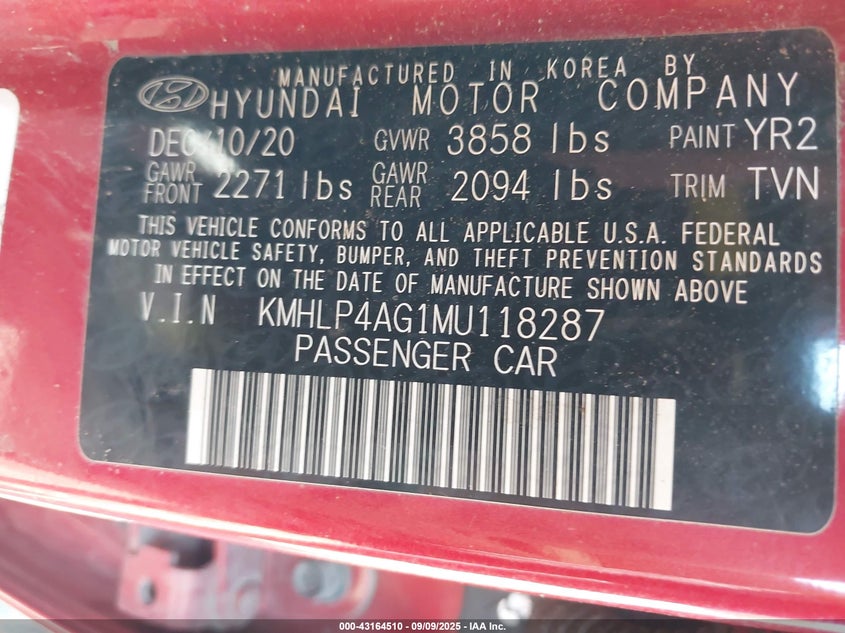 MANUFACTURED IN KOREA BY
HYUNDAI MOTOR COMPANY
DEC/10/20 GVWR 3858 lbs PAINT YR2
GAWR FRONT 2271 lbs GAWR REAR 2094 lbs TRIM TVN
THIS VEHICLE CONFORMS TO ALL APPLICABLE U.S.A. FEDERAL
MOTOR VEHICLE SAFETY, BUMPER, AND THEFT PREVENTION STANDARDS
IN EFFECT ON THE DATE OF MANUFACTURE SHOWN ABOVE
V.I.N KMHLP4AG1MU118287
PASSENGER CAR
000-43164510 | 09/09/2025 | IAA Inc.